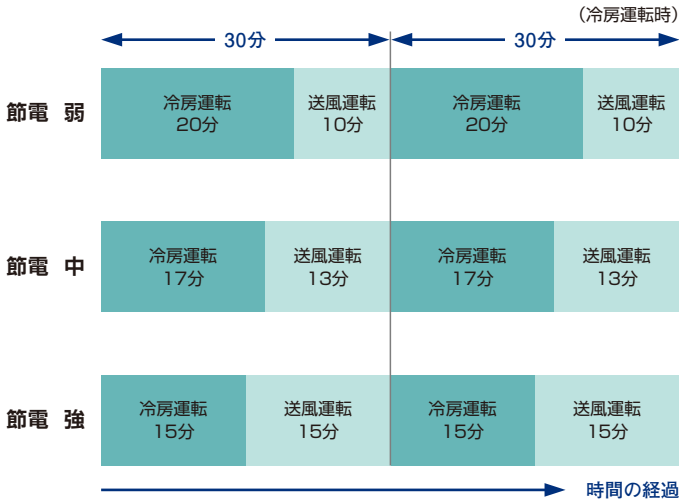 (冷房運転時)
30分 30分
節電 弱
冷房運転 送風運転 冷房運転 送風運転
20分 10分 20分 10分
節電 中
冷房運転 送風運転 冷房運転 送風運転
17分 13分 17分 13分
節電 強
冷房運転 送風運転 冷房運転 送風運転
15分 15分 15分 15分
時間の経過